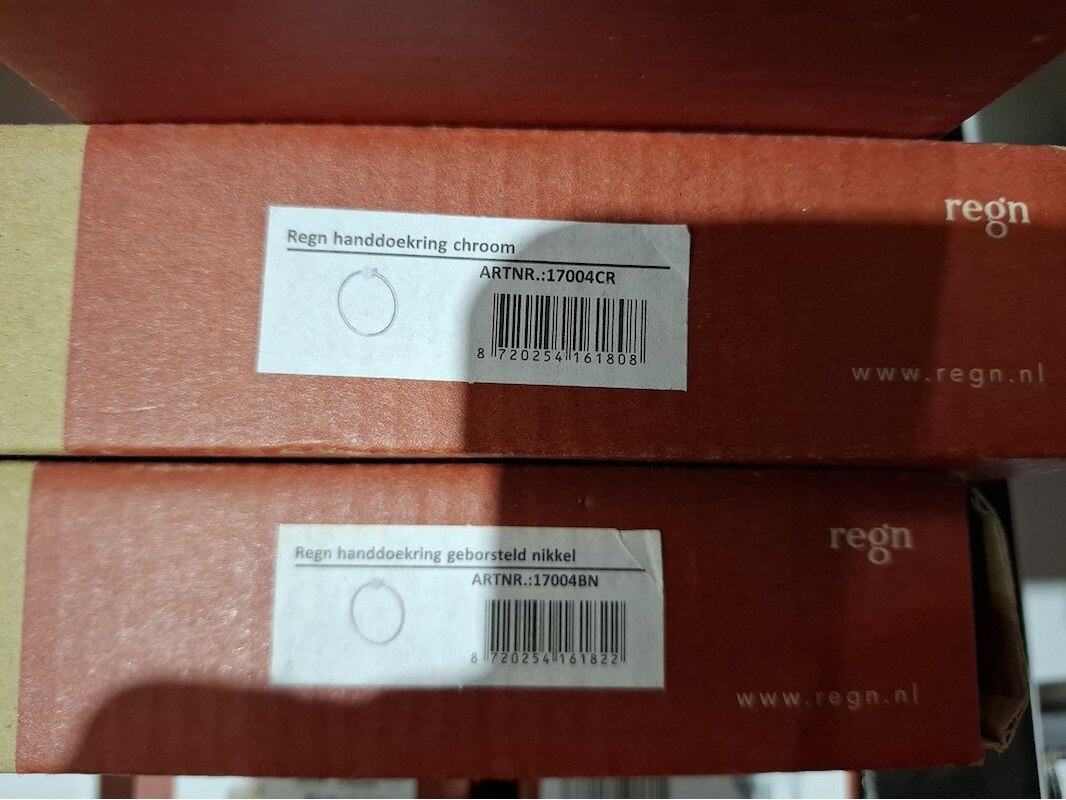 regn
Regn handdoekring chroom
ARTNR.:17004CR
8 720254 161808
www.regn.nl
regn
Regn handdoekring geborsteld nikkel
ARTNR.:17004BN
8 720254 161822
www.regn.nl